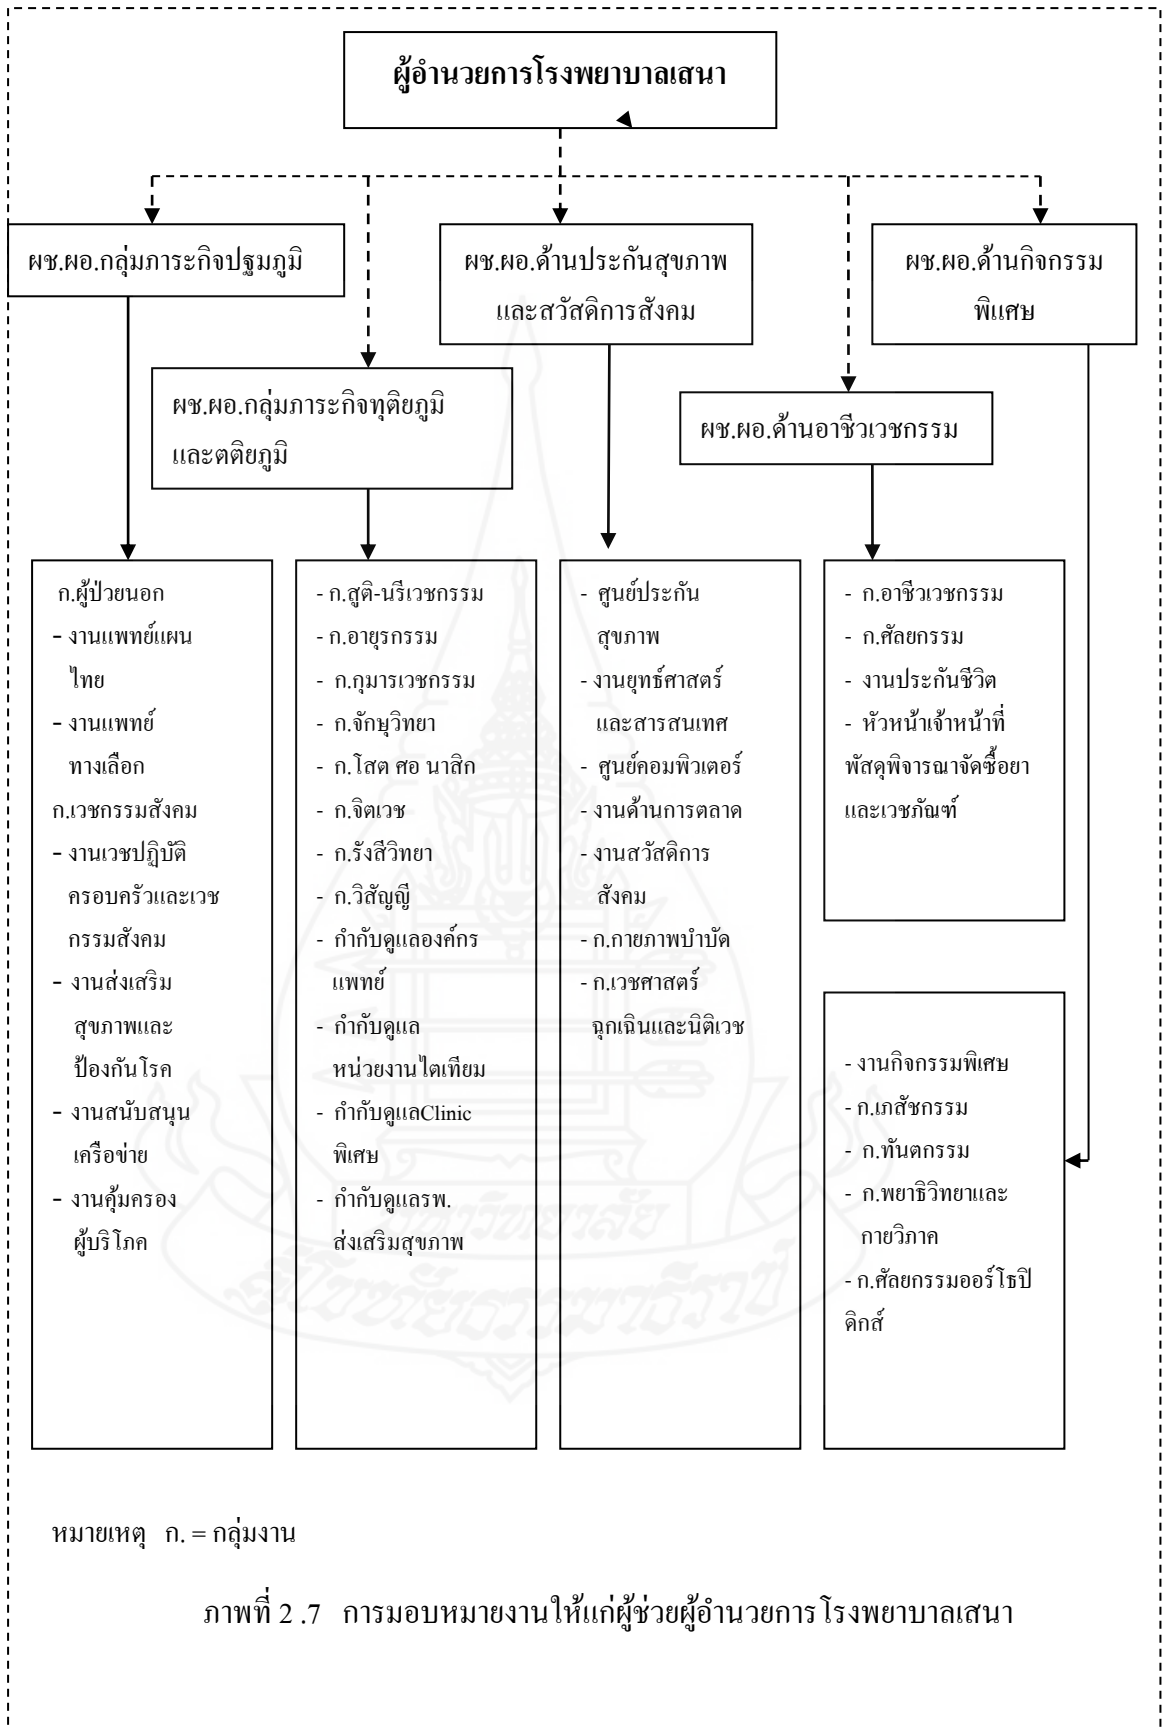 ผู้อำนวยการโรงพยาบาลเสนา
ผช.ผอ.กลุ่มภาระกิจปฐมภูมิ
ผช.ผอ.ด้านประกันสุขภาพ
และสวัสดิการสังคม
ผช.ผอ.ด้านกิจกรรม
พิเศษ
ผช.ผอ.กลุ่มภาระกิจทุติยภูมิ
และตติยภูมิ
ผช.ผอ.ด้านอาชีวเวชกรรม
ก.ผู้ป่วยนอก
- งานแพทย์แผน
ไทย
- งานแพทย์
ทางเลือก
ก.เวชกรรมสังคม
- งานเวชปฏิบัติ
ครอบครัวและเวช
กรรมสังคม
- งานส่งเสริม
สุขภาพและ
ป้องกันโรค
- งานสนับสนุน
เครือข่าย
- งานคุ้มครอง
ผู้บริโภค
- ก.สูติ-นรีเวชกรรม
- ก.อายุรกรรม
- ก.กุมารเวชกรรม
- ก.จักษุวิทยา
- ก.โสต ศอ นาสิก
- ก.จิตเวช
- ก.รังสีวิทยา
- ก.วิสัญญี
- กำกับดูแลองค์กร
แพทย์
- กำกับดูแล
หน่วยงานไตเทียม
- กำกับดูแลClinic
พิเศษ
- กำกับดูแลรพ.
ส่งเสริมสุขภาพ
- ศูนย์ประกัน
สุขภาพ
- งานยุทธ์ศาสตร์
และสารสนเทศ
- ศูนย์คอมพิวเตอร์
- งานด้านการตลาด
- งานสวัสดิการ
สังคม
- ก.กายภาพบำบัด
- ก.เวชศาสตร์
ฉุกเฉินและนิติเวช
- ก.อาชีวเวชกรรม
- ก.ศัลยกรรม
- งานประกันชีวิต
- หัวหน้าเจ้าหน้าที่
พัสดุพิจารณาจัดซื้อยา
และเวชภัณฑ์
- งานกิจกรรมพิเศษ
- ก.เภสัชกรรม
- ก.ทันตกรรม
- ก.พยาธิวิทยาและ
กายวิภาค
- ก.ศัลยกรรมออร์โธปิ
ดิกส์
มหาวิทยาลัย
สุโขทัยธรรมาธิราช
หมายเหตุ ก. = กลุ่มงาน
ภาพที่ 2 .7 การมอบหมายงานให้แก่ผู้ช่วยผู้อำนวยการโรงพยาบาลเสนา